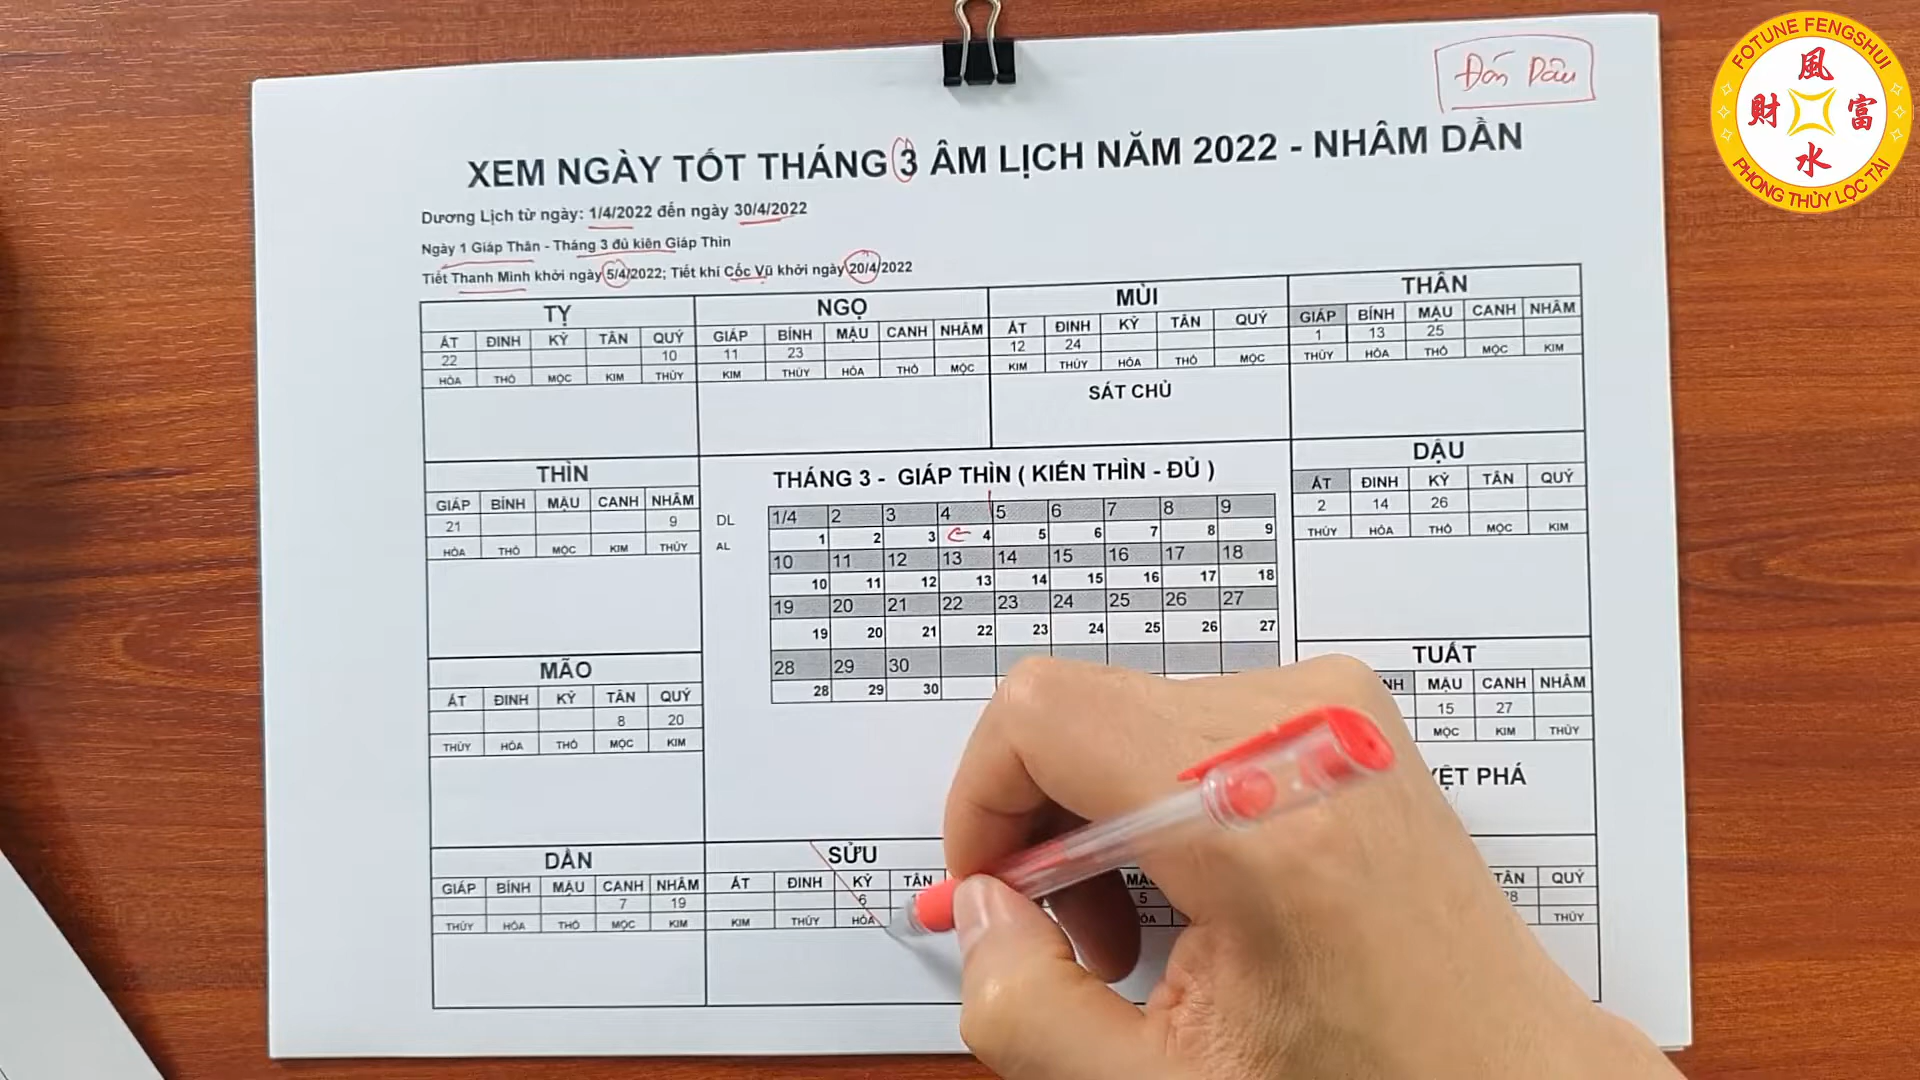 FOTUNE FENGSHUI
風
財 富
水
PHONG THỦY LỘC TÀI
XEM NGÀY TỐT THÁNG 3 ÂM LỊCH NĂM 2022 - NHÂM DẦN
Dương Lịch từ ngày: 1/4/2022 đến ngày 30/4/2022
Ngày 1 Giáp Thân - Tháng 3 đủ kiên Giáp Thìn
Tiết Thanh Minh khởi ngày 5/4/2022; Tiết khí Cốc Vũ khởi ngày 20/4/2022
TỴ
ÁT ĐINH KỶ TÂN QUÝ
22 10
HỎA THỔ MỘC KIM THỦY
NGỌ
GIÁP BÍNH MẬU CANH NHÂM
11 23
KIM THỦY HỎA THỔ MỘC
MÙI
ÁT ĐINH KỶ TÂN QUÝ
12 24
KIM THỦY HỎA THỔ MỘC
SÁT CHỦ
THÂN
GIÁP BÍNH MẬU CANH NHÂM
1 13 25
THỦY HỎA THỔ MỘC KIM
THÌN
GIÁP BÍNH MẬU CANH NHÂM
21 9
HỎA THỔ MỘC KIM THỦY
THÁNG 3 - GIÁP THÌN ( KIẾN THÌN - ĐỦ )
DL 1/4 2 3 4 5 6 7 8 9
AL 1 2 3 4 5 6 7 8 9
10 11 12 13 14 15 16 17 18
10 11 12 13 14 15 16 17 18
19 20 21 22 23 24 25 26 27
19 20 21 22 23 24 25 26 27
28 29 30
28 29 30
DẬU
ÁT ĐINH KỶ TÂN QUÝ
2 14 26
THỦY HỎA THỔ MỘC KIM
MÃO
ÁT ĐINH KỶ TÂN QUÝ
8 20
THỦY HỎA THỔ MỘC KIM
TUẤT
MẬU CANH NHÂM
15 27
MỘC KIM THỦY
PHÁ
DẦN
GIÁP BÍNH MẬU CANH NHÂM
7 19
THỦY HỎA THỔ MỘC KIM
SỬU
ÁT ĐINH KỶ TÂN
6
KIM THỦY HỎA
5
TÂN QUÝ
THỦY